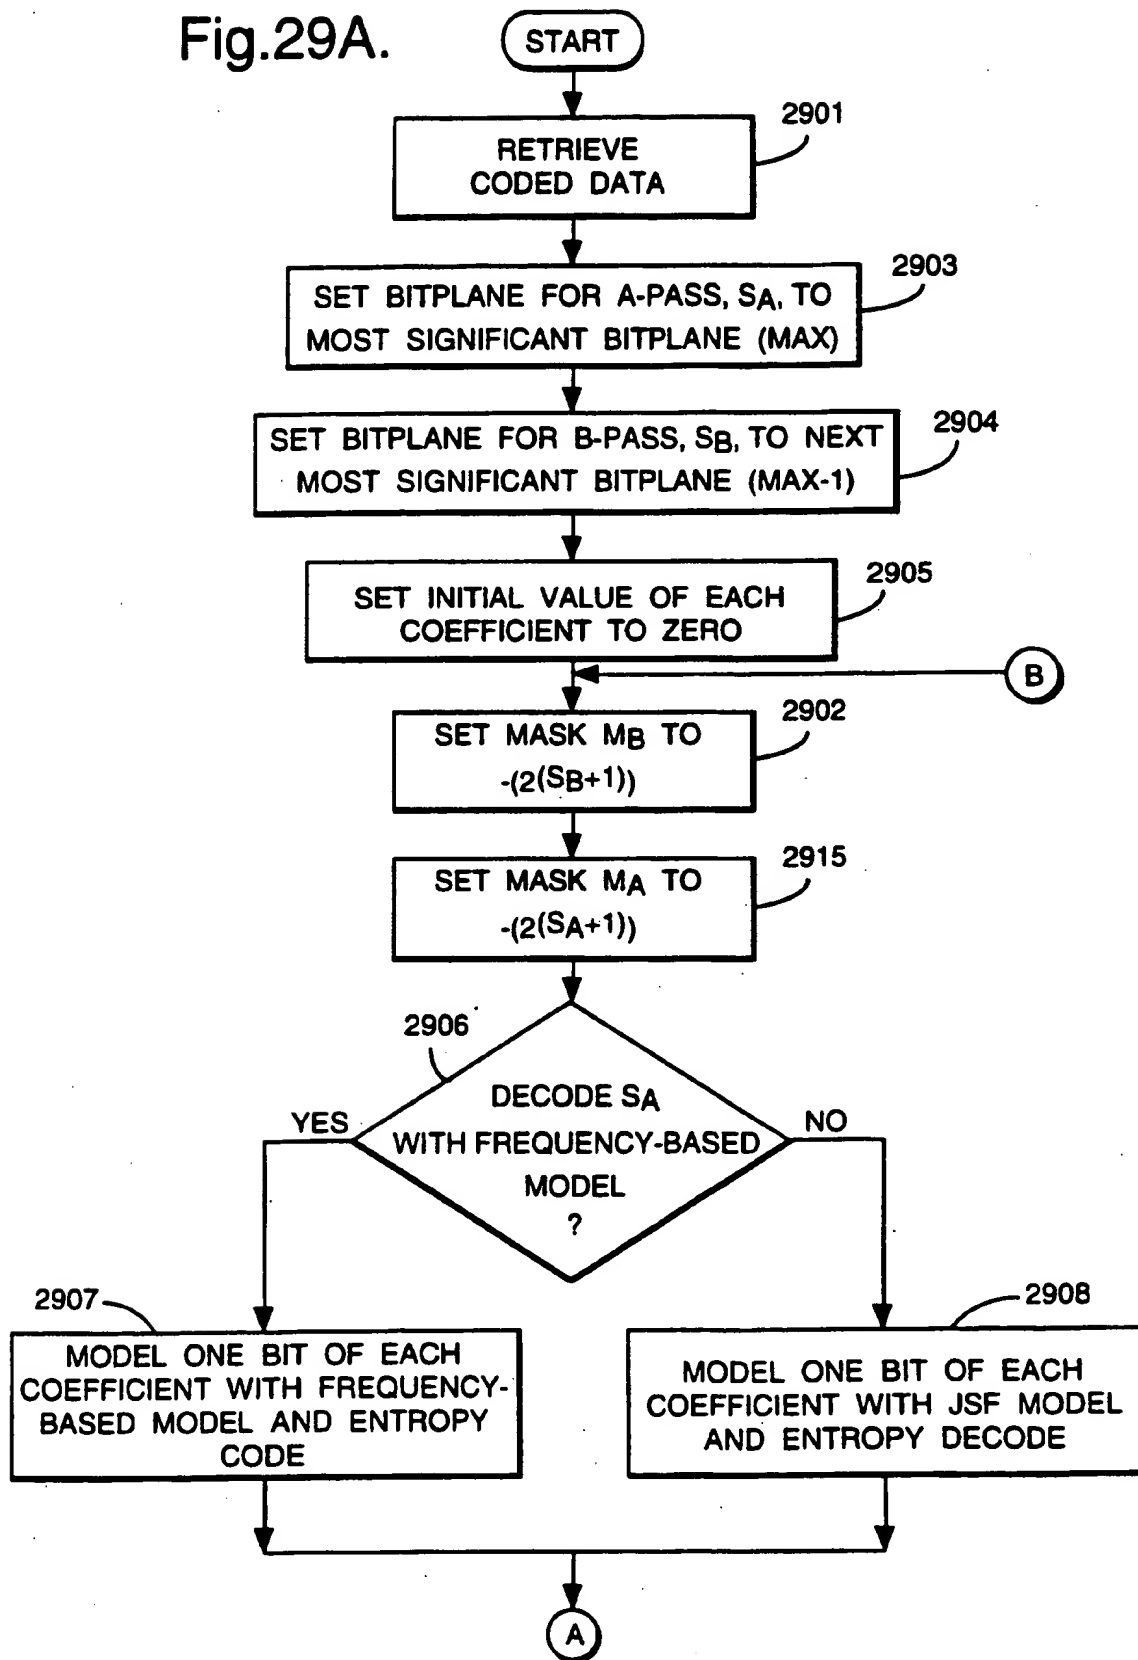 Fig.29A.
START
2901
RETRIEVE
CODED DATA
2903
SET BITPLANE FOR A-PASS, SA, TO
MOST SIGNIFICANT BITPLANE (MAX)
2904
SET BITPLANE FOR B-PASS, SB, TO NEXT
MOST SIGNIFICANT BITPLANE (MAX-1)
2905
SET INITIAL VALUE OF EACH
COEFFICIENT TO ZERO
B
2902
SET MASK MB TO
-(2(SB+1))
2915
SET MASK MA TO
-(2(SA+1))
2906
DECODE SA
WITH FREQUENCY-BASED
MODEL
?
YES
NO
2907
MODEL ONE BIT OF EACH
COEFFICIENT WITH FREQUENCY-
BASED MODEL AND ENTROPY
CODE
2908
MODEL ONE BIT OF EACH
COEFFICIENT WITH JSF MODEL
AND ENTROPY DECODE
A